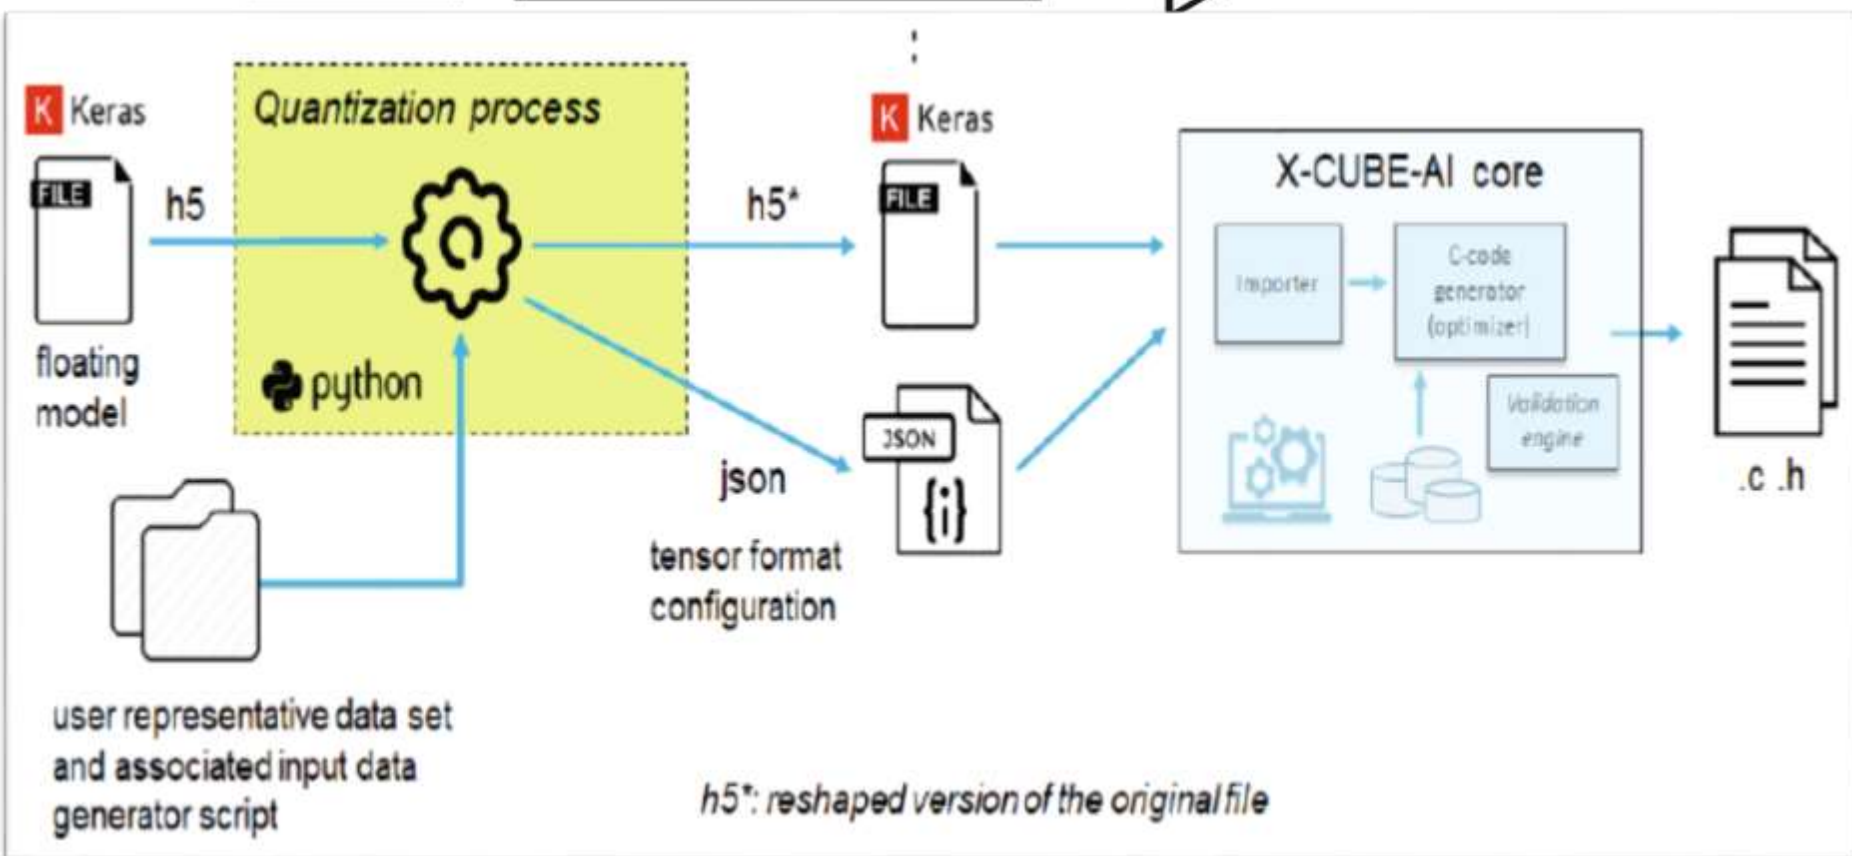 Keras
FILE
h5
floating
model
Quantization process
python
user representative data set
and associated input data
generator script
h5*
json
tensor format
configuration
:
K Keras
FILE
JSON
{i}
X-CUBE-AI core
Importer
C-code
generator
(optimizer)
Validation
engine
.c .h
h5*: reshaped version of the original file